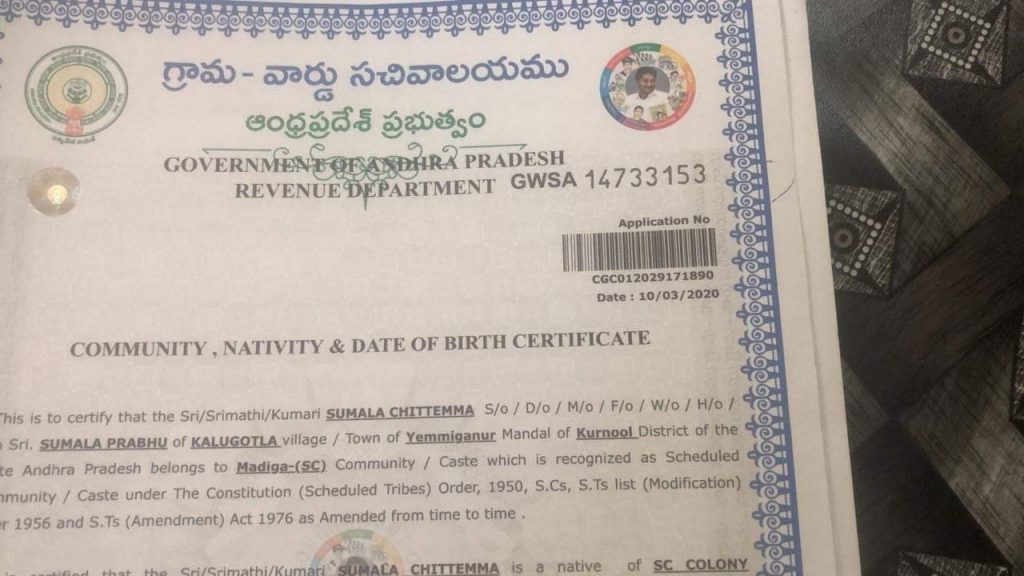 గ్రామ - వార్డు సచివాలయము
ఆంధ్రప్రదేశ్ ప్రభుత్వం
GOVERNMENT OF ANDHRA PRADESH
REVENUE DEPARTMENT GWSA 14733153
Application No
CGC012029171890
Date : 10/03/2020
COMMUNITY , NATIVITY & DATE OF BIRTH CERTIFICATE
This is to certify that the Sri/Srimathi/Kumari SUMALA CHITTEMMA S/o / D/o / M/o / F/o / W/o / H/o /
Sri. SUMALA PRABHU of KALUGOTLA village / Town of Yemmiganur Mandal of Kurnool District of the
Andhra Pradesh belongs to Madiga-(SC) Community / Caste which is recognized as Scheduled
/ Caste under The Constitution (Scheduled Tribes) Order, 1950, S.Cs, S.Ts list (Modification)
1956 and S.Ts (Amendment) Act 1976 as Amended from time to time .
that the Sri/Srimathi/Kumari SUMALA CHITTEMMA is a native of SC COLONY